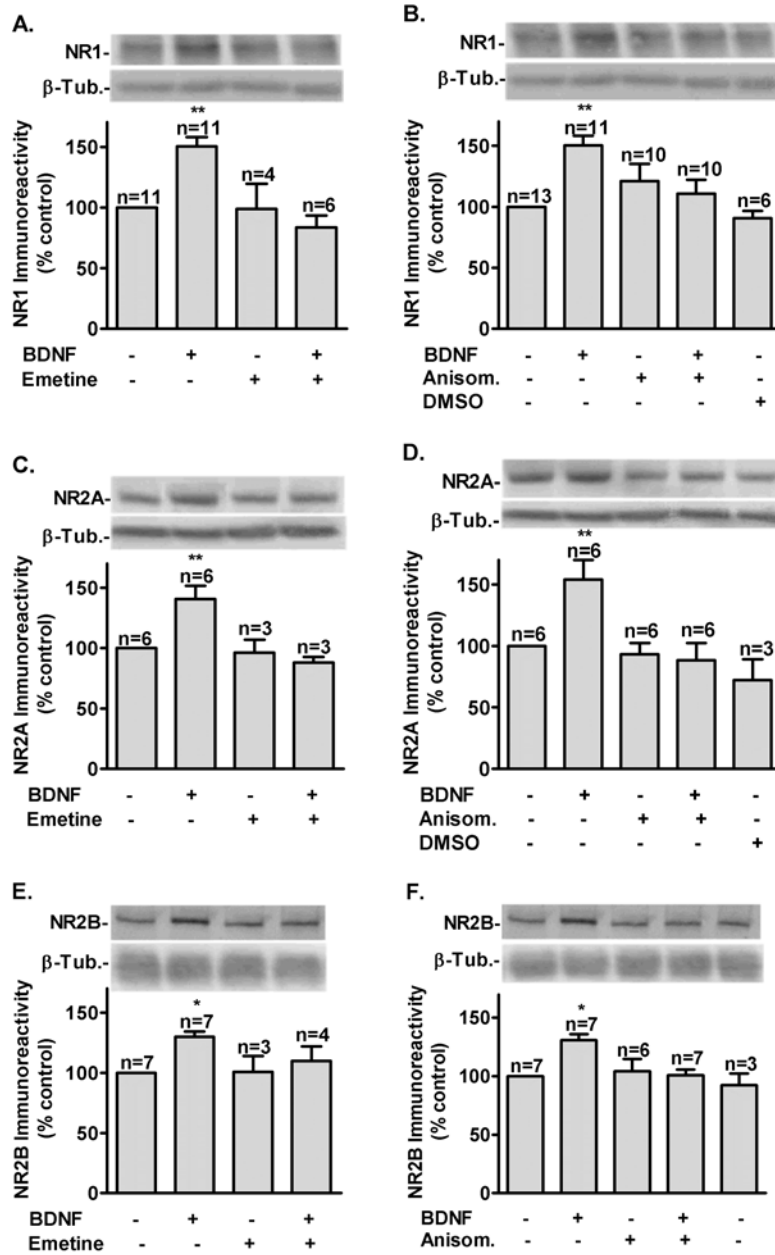 A.
NR1-
β-Tub.-
**
n=11
n=11
n=4
n=6
150
100
50
0
NR1 Immunoreactivity
(% control)
BDNF - + - +
Emetine - - + +
B.
NR1-
β-Tub.-
**
n=13
n=11
n=10
n=10
n=6
150
100
50
0
NR1 Immunoreactivity
(% control)
BDNF - + - + -
Anisom. - - + + -
DMSO - - - - +
C.
NR2A-
β-Tub.-
**
n=6
n=6
n=3
n=3
150
100
50
0
NR2A Immunoreactivity
(% control)
BDNF - + - +
Emetine - - + +
D.
NR2A-
β-Tub.-
**
n=6
n=6
n=6
n=6
n=3
150
100
50
0
NR2A Immunoreactivity
(% control)
BDNF - + - + -
Anisom. - - + + -
DMSO - - - - +
E.
NR2B-
β-Tub.-
*
n=7
n=7
n=3
n=4
150
100
50
0
NR2B Immunoreactivity
(% control)
BDNF - + - +
Emetine - - + +
F.
NR2B-
β-Tub.-
*
n=7
n=7
n=6
n=7
n=3
150
100
50
0
NR2B Immunoreactivity
(% control)
BDNF - + - + -
Anisom. - - + + -